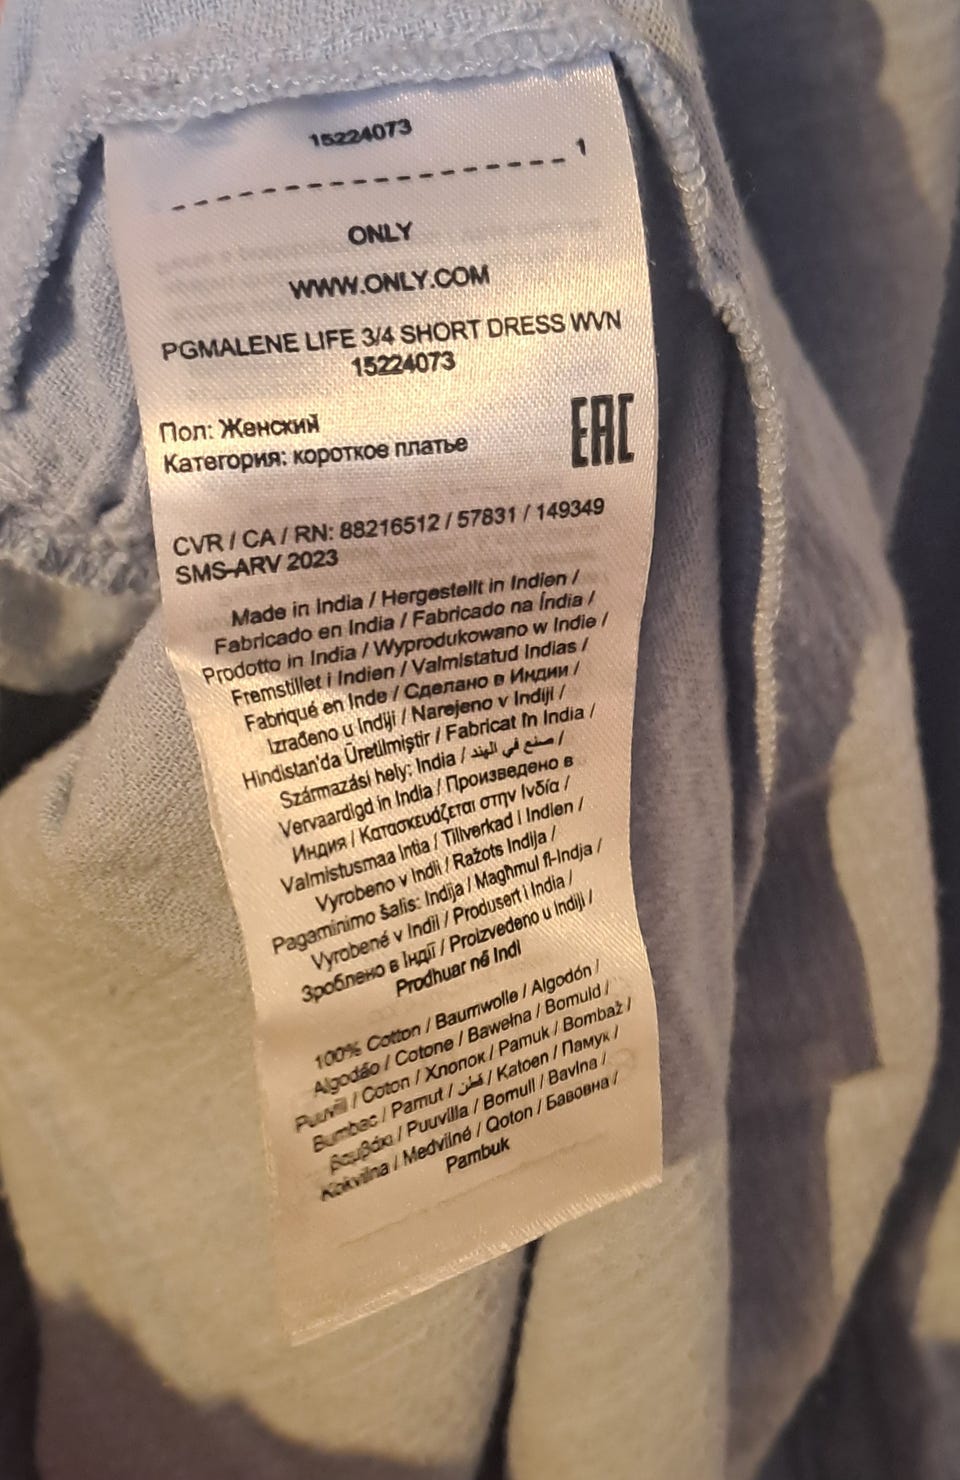 15224073
1
ONLY
WWW.ONLY.COM
PGMALENE LIFE 3/4 SHORT DRESS WVN
15224073
Пол: Женский
Категория: короткое платье
EAC
CVR / CA / RN: 88216512 / 57831 / 149349
SMS-ARV 2023
Made in India / Hergestellt in Indien /
Fabricado en India / Fabricado na Índia /
Prodotto in India / Wyprodukowano w Indie /
Fremstillet i Indien / Valmistatud Indias /
Fabriqué en Inde / Сделано в Индии /
Izrađeno u Indiji / Narejeno v Indiji /
Hindistan'da Üretilmiştir / Fabricat în India /
Származási hely: India / صنع في الهند /
Vervaardigd in India / Произведено в
Индия / Κατασκευάζεται στην Ινδία /
Valmistusmaa Intia / Tillverkad i Indien /
Vyrobeno v Indii / Ražots Indija /
Pagaminimo šalis: Indija / Magħmul fl-Indja /
Vyrobené v Indii / Produsert i India /
Зроблено в Індії / Proizvedeno u Indiji /
Prodhuar në Indi
100% Cotton / Baumwolle / Algodón /
Algodão / Cotone / Bawełna / Bomuld /
Puuvill / Coton / Хлопок / Pamuk / Bombaž /
Bumbac / Pamut / قطن / Katoen / Памук /
βαμβάκι / Puuvilla / Bomull / Bavlna /
Kokvilna / Medvilné / Qoton / Бавовна /
Pambuk